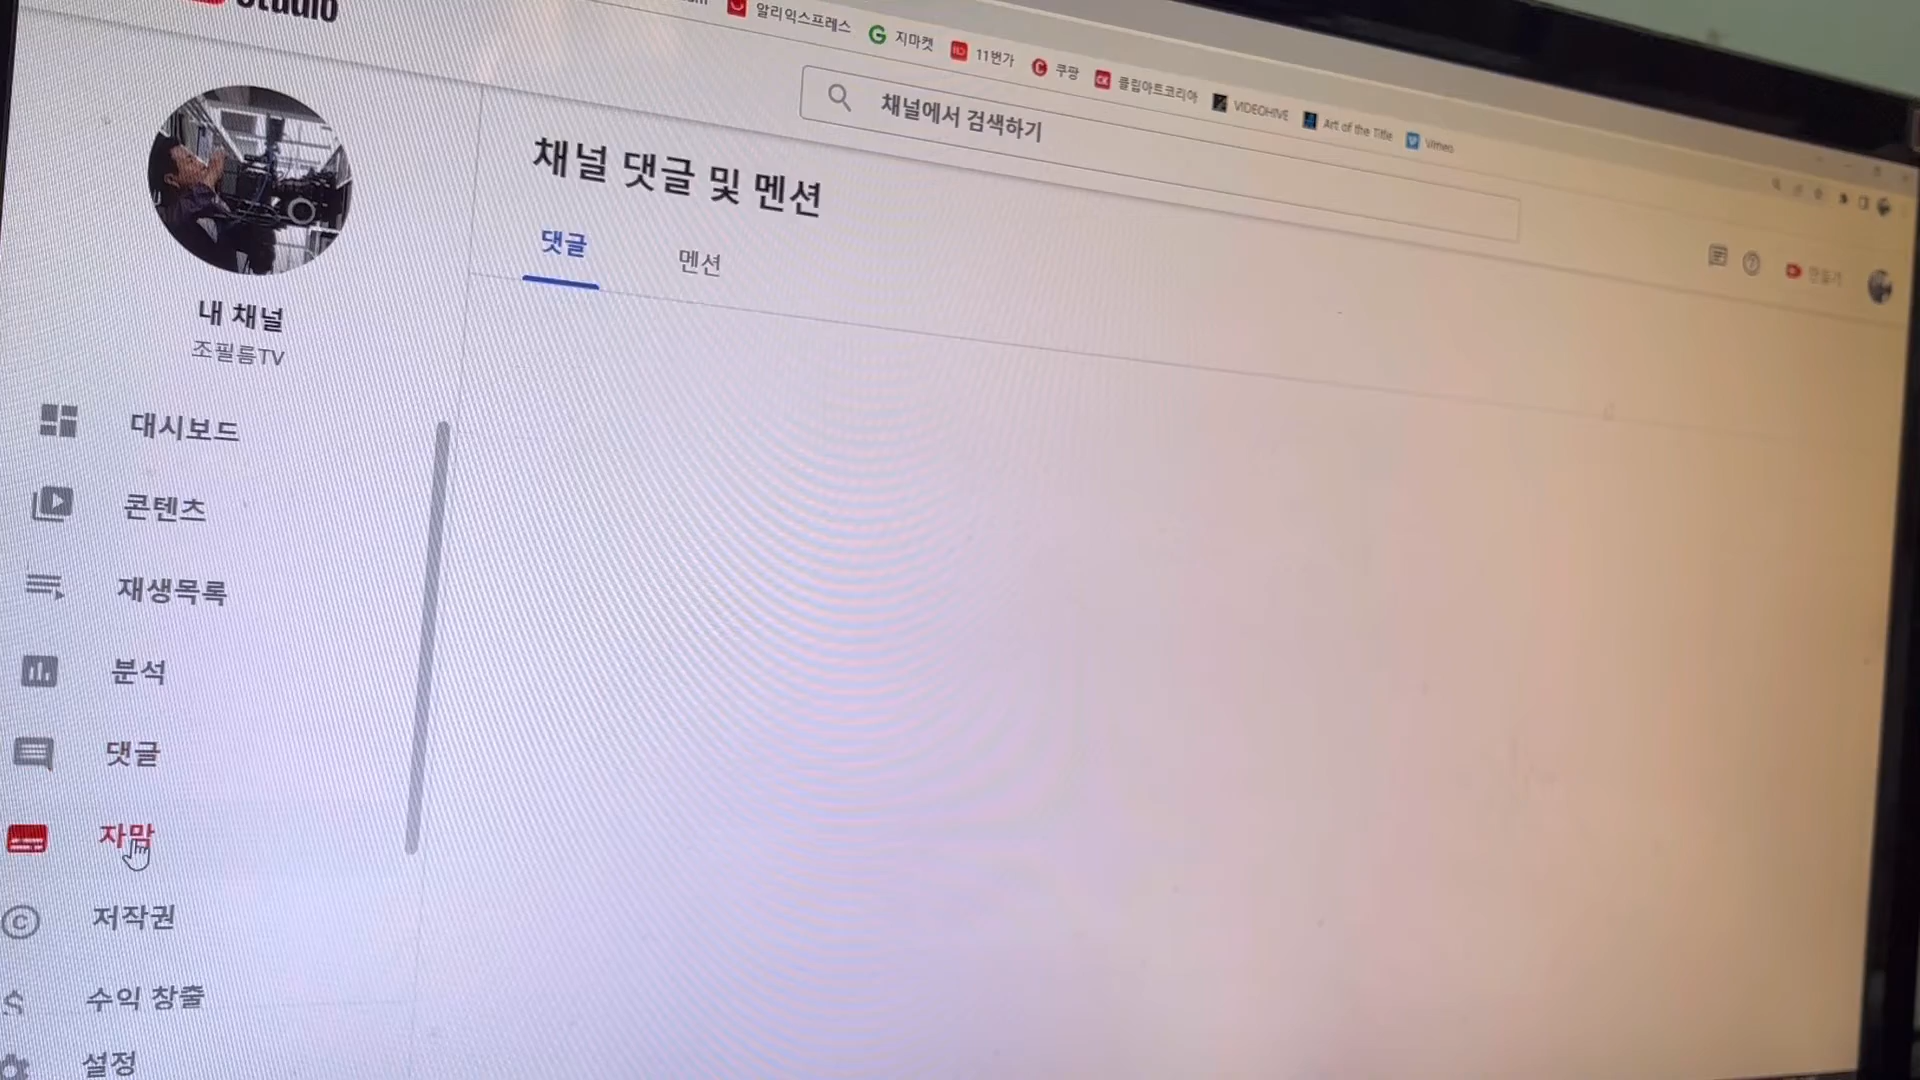 Studio
알리익스프레스
지마켓
11번가
쿠팡
클립아트코리아
VIDEOHIVE
Art of the Title
Vimeo
채널에서 검색하기
만들기
채널 댓글 및 멘션
댓글
멘션
내 채널
조필름TV
대시보드
콘텐츠
재생목록
분석
댓글
자막
저작권
수익 창출
설정